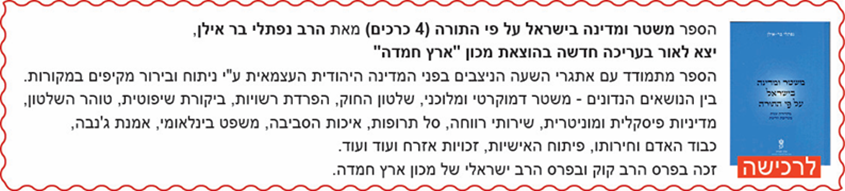 הספר משטר ומדינה בישראל על פי התורה (4 כרכים) מאת הרב נפתלי בר אילן,
יצא לאור בעריכה חדשה בהוצאת מכון "ארץ חמדה"
הספר מתמודד עם אתגרי השעה הניצבים בפני המדינה היהודית העצמאית ע"י ניתוח ובירור מקיפים במקורות.
בין הנושאים הנדונים - משטר דמוקרטי ומלוכני, שלטון החוק, הפרדת רשויות, ביקורת שיפוטית, טוהר השלטון,
מדיניות פיסקלית ומוניטרית, שירותי רווחה, סל תרופות, איכות הסביבה, משפט בינלאומי, אמנת ג'נבה,
כבוד האדם וחירותו, פיתוח האישיות, זכויות אזרח ועוד ועוד.
זכה בפרס הרב קוק ובפרס הרב ישראלי של מכון ארץ חמדה.
נפתלי בר-אילן
משטר ומדינה
בישראל
על פי התורה
לרכישה